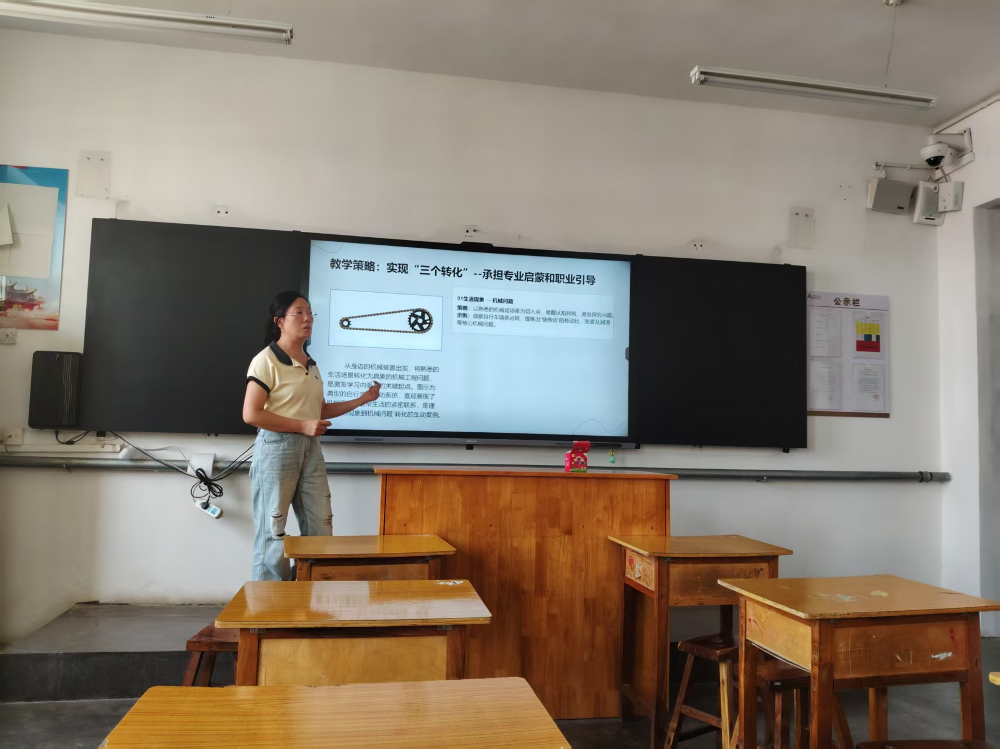 教学策略：实现“三个转化”--承担专业启蒙和职业引导
01生活现象 → 机械问题
策略：以熟悉的机械或场景为切入点，唤醒认知共鸣，激发探究兴趣。
示例：观察自行车链条运转，提炼出“链传动”的传动比、张紧及润滑
等核心机械问题。
从身边的机械装置出发，将熟悉的
生活场景转化为具象的机械工程问题，
是激发学习内驱 的关键起点。图示为
典型的自行车 动系统，直观展现了
常生活的紧密联系，是理
现象到机械问题”转化的生动案例。
公示栏